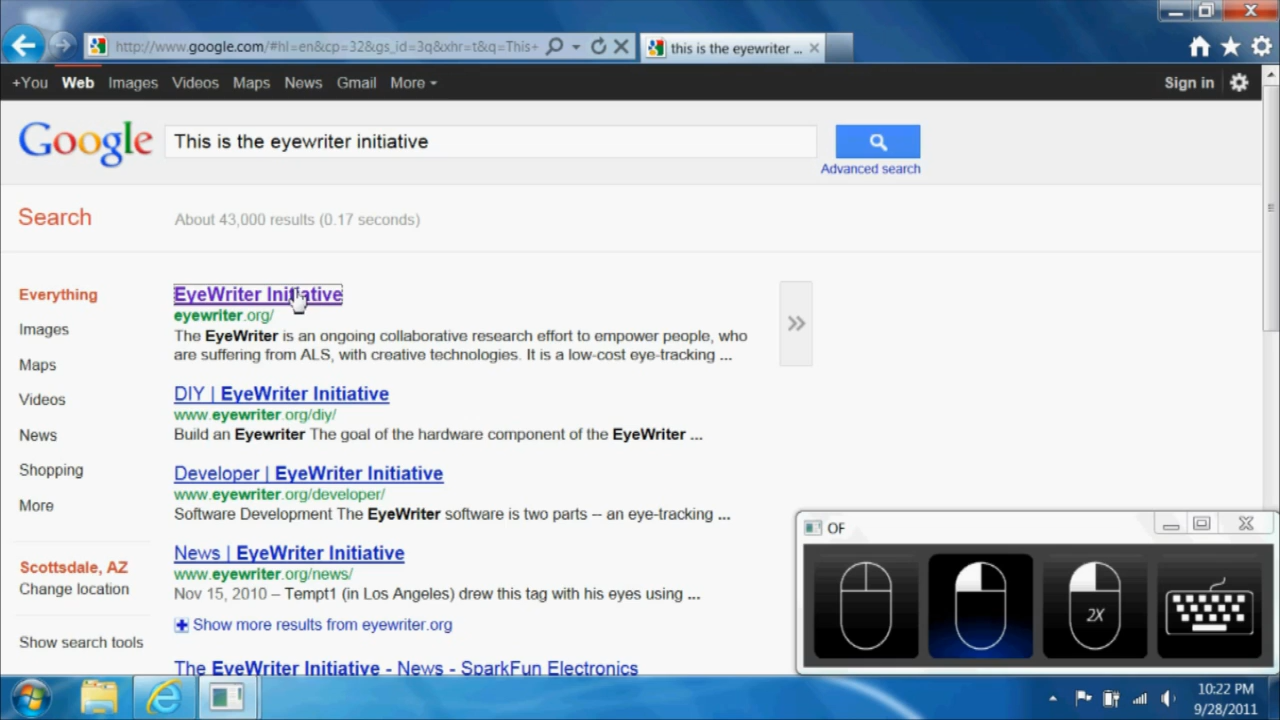 http://www.google.com/#hl=en&cp=32&gs_id=3q&xhr=t&q=This+
this is the eyewriter ...
+You Web Images Videos Maps News Gmail More
Sign in
Google
This is the eyewriter initiative
Advanced search
Search
About 43,000 results (0.17 seconds)
Everything
Images
Maps
Videos
News
Shopping
More
Scottsdale, AZ
Change location
Show search tools
EyeWriter Initiative
eyewriter.org/
The EyeWriter is an ongoing collaborative research effort to empower people, who
are suffering from ALS, with creative technologies. It is a low-cost eye-tracking ...
DIY | EyeWriter Initiative
www.eyewriter.org/diy/
Build an Eyewriter The goal of the hardware component of the EyeWriter ...
Developer | EyeWriter Initiative
www.eyewriter.org/developer/
Software Development The EyeWriter software is two parts -- an eye-tracking ...
News | EyeWriter Initiative
www.eyewriter.org/news/
Nov 15, 2010 – Tempt1 (in Los Angeles) drew this tag with his eyes using ...
Show more results from eyewriter.org
The EyeWriter Initiative - News - SparkFun Electronics
OF
2X
10:22 PM
9/28/2011